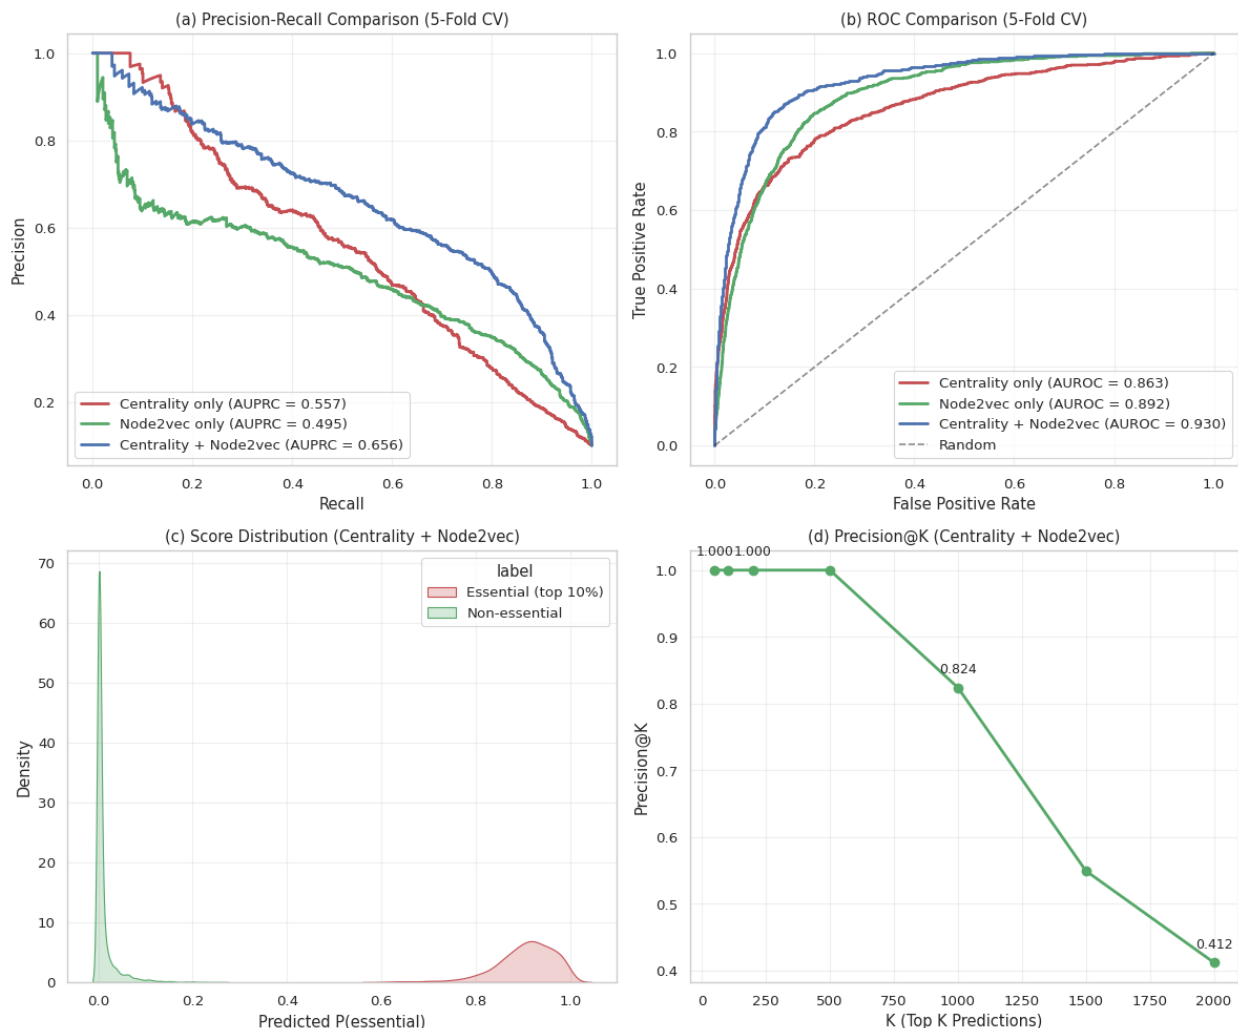 (a) Precision-Recall Comparison (5-Fold CV)
1.0
0.8
0.6
0.4
0.2
Precision
Centrality only (AUPRC = 0.557)
Node2vec only (AUPRC = 0.495)
Centrality + Node2vec (AUPRC = 0.656)
0.0 0.2 0.4 0.6 0.8 1.0
Recall
(b) ROC Comparison (5-Fold CV)
1.0
0.8
0.6
0.4
0.2
0.0
True Positive Rate
Centrality only (AUROC = 0.863)
Node2vec only (AUROC = 0.892)
Centrality + Node2vec (AUROC = 0.930)
Random
0.0 0.2 0.4 0.6 0.8 1.0
False Positive Rate
(c) Score Distribution (Centrality + Node2vec)
70
60
50
40
30
20
10
0
Density
label
Essential (top 10%)
Non-essential
0.0 0.2 0.4 0.6 0.8 1.0
Predicted P(essential)
(d) Precision@K (Centrality + Node2vec)
1.000 1.000
0.824
0.412
1.0
0.9
0.8
0.7
0.6
0.5
0.4
Precision@K
0 250 500 750 1000 1250 1500 1750 2000
K (Top K Predictions)